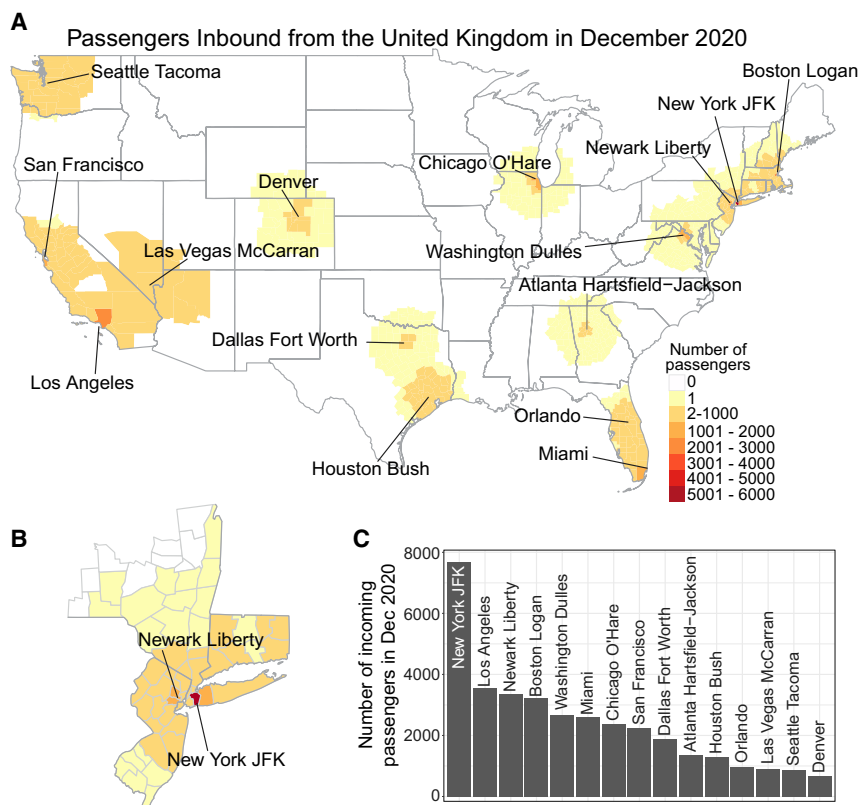 A
Passengers Inbound from the United Kingdom in December 2020
Seattle Tacoma
Boston Logan
New York JFK
Newark Liberty
San Francisco
Chicago O'Hare
Denver
Las Vegas McCarran
Washington Dulles
Atlanta Hartsfield−Jackson
Dallas Fort Worth
Los Angeles
Orlando
Miami
Houston Bush
Number of
passengers
0
1
2-1000
1001 - 2000
2001 - 3000
3001 - 4000
4001 - 5000
5001 - 6000
B
Newark Liberty
New York JFK
C
Number of incoming
passengers in Dec 2020
8000
6000
4000
2000
0
New York JFK
Los Angeles
Newark Liberty
Boston Logan
Washington Dulles
Miami
Chicago O'Hare
San Francisco
Dallas Fort Worth
Atlanta Hartsfield−Jackson
Houston Bush
Orlando
Las Vegas McCarran
Seattle Tacoma
Denver